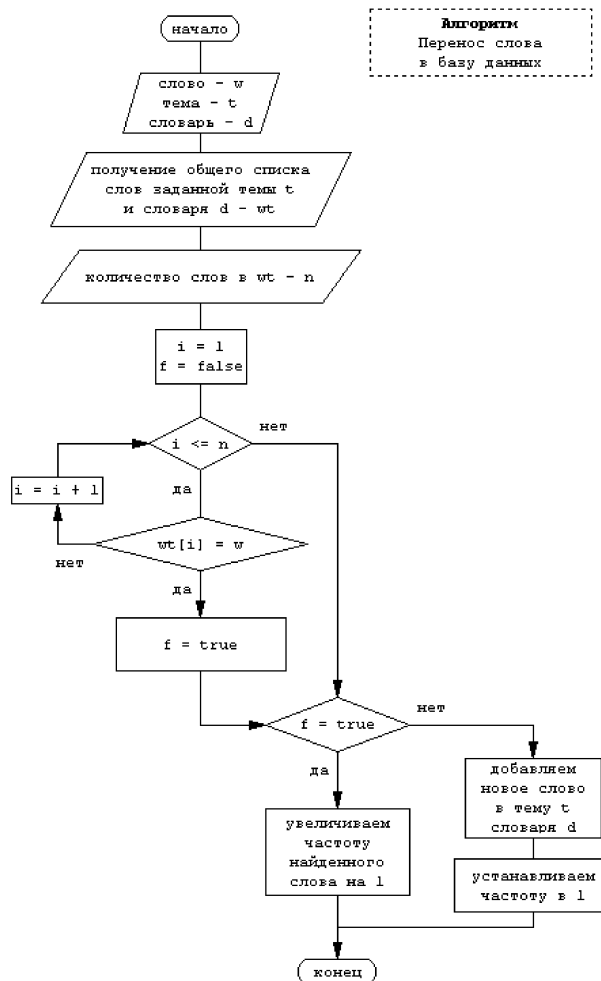 начало
Алгоритм
Перенос слова
в базу данных
слово - w
тема - t
словарь - d
получение общего списка
слов заданной темы t
и словаря d - wt
количество слов в wt - n
i = 1
f = false
i <= n
нет
i = i + 1
да
wt[i] = w
нет
да
f = true
f = true
нет
да
добавляем
новое слово
в тему t
словаря d
увеличиваем
частоту
найденного
слова на 1
устанавливаем
частоту в 1
конец